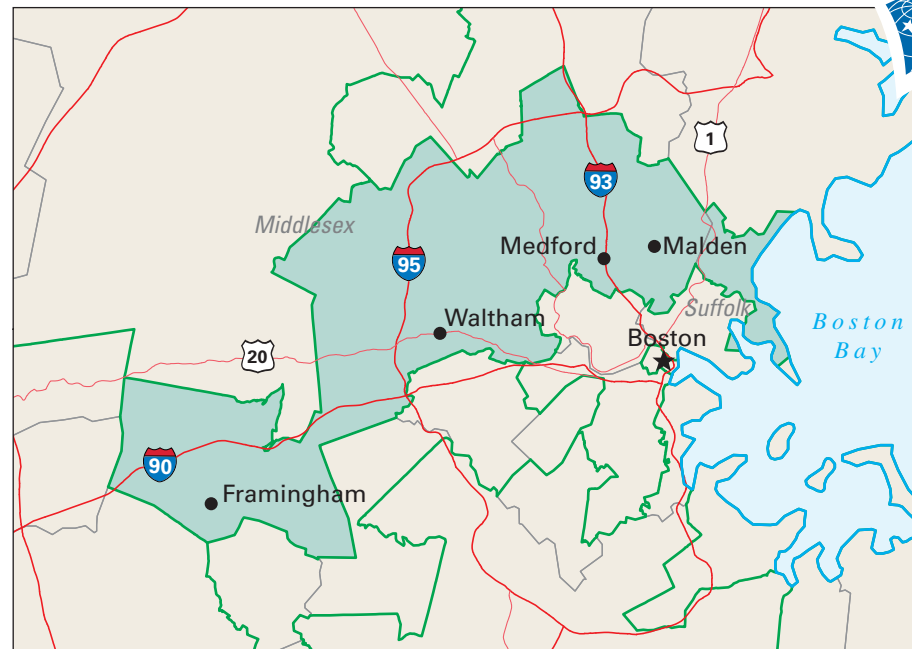 1
93
Middlesex
Medford
Malden
95
Suffolk
Waltham
Boston
Boston
Bay
20
90
Framingham